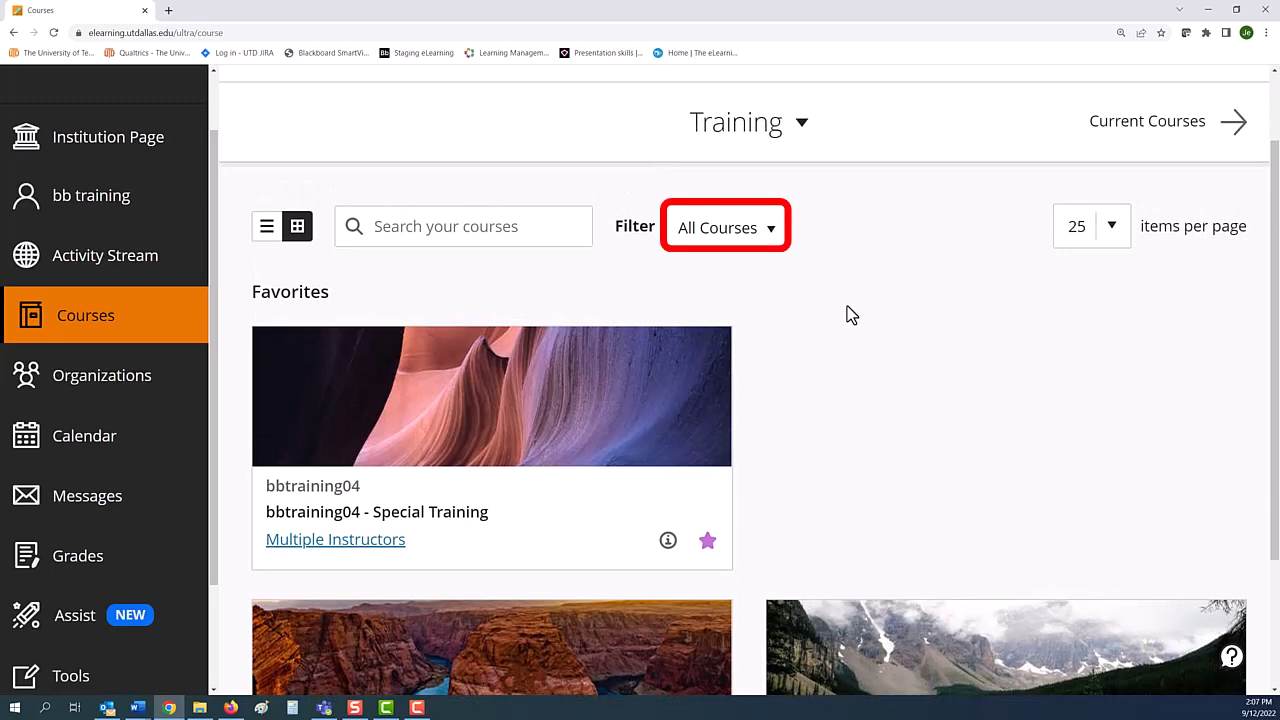 Courses
elearning.utdallas.edu/ultra/course
Je
The University of Te...
Qualtrics - The Univ...
Log in - UTD JIRA
Blackboard SmartVi...
Bb
Staging eLearning
Learning Managem...
Presentation skills |...
Home | The eLearni...
Institution Page
bb training
Activity Stream
Courses
Organizations
Calendar
Messages
Grades
Assist NEW
Tools
Training
Current Courses
Search your courses
Filter
All Courses
25
items per page
Favorites
bbtraining04
bbtraining04 - Special Training
Multiple Instructors
2:07 PM
9/12/2022